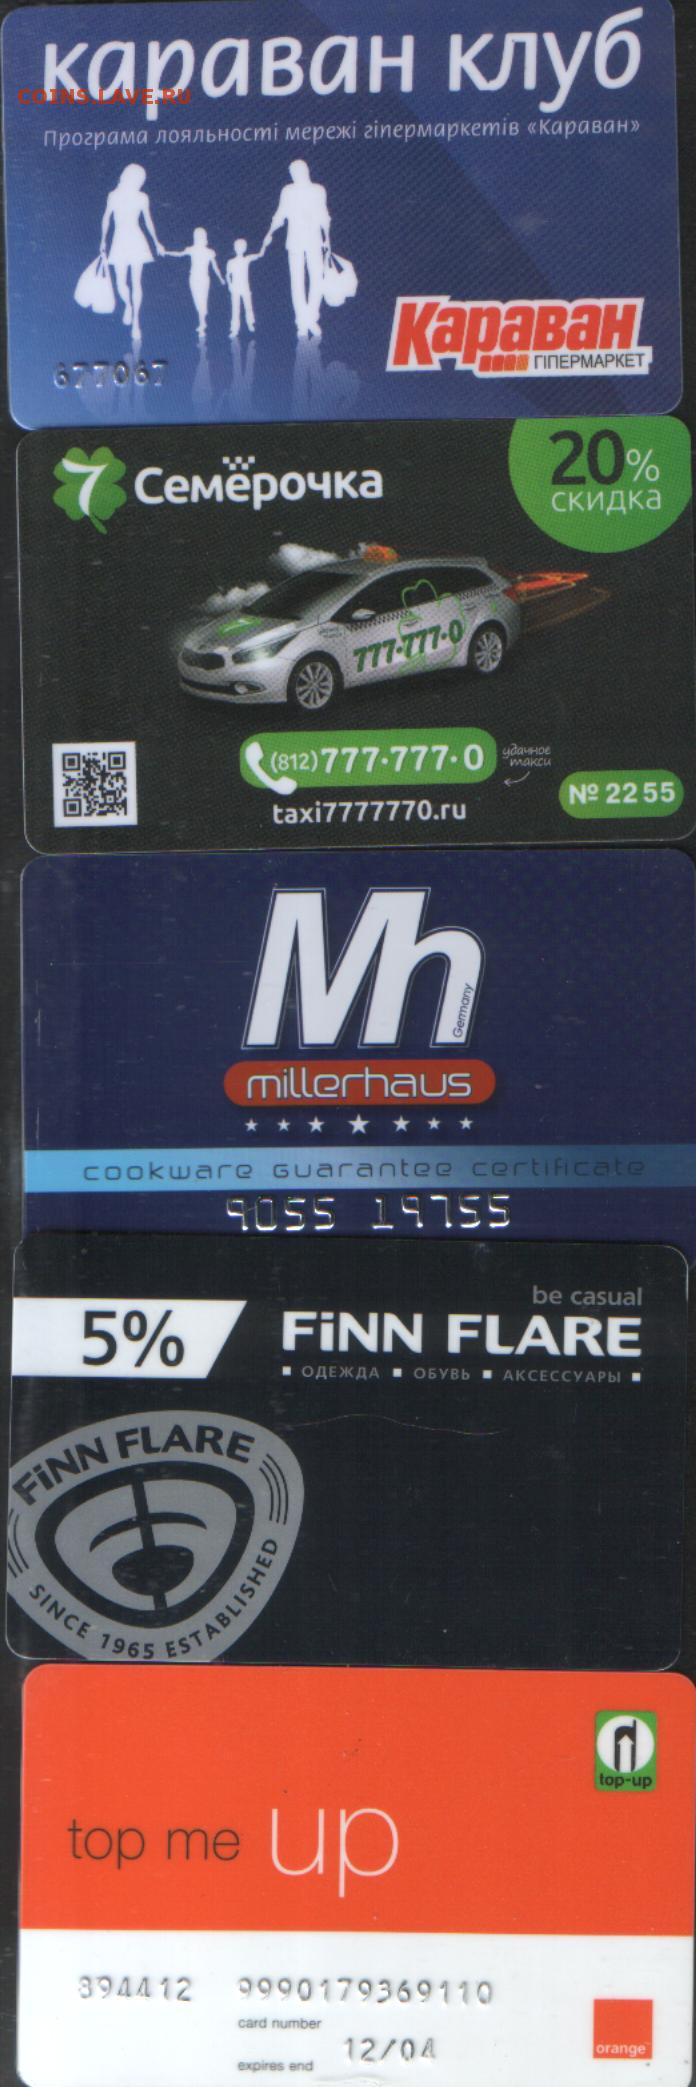 караван клуб
COINS.LAVE.RU
Програма лояльності мережі гіпермаркетів «Караван»
Караван
ГІПЕРМАРКЕТ
677067
7 Семёрочка
20%
скидка
777-777-0
(812)777·777·0
удачное
такси
taxi7777770.ru
№ 2255
Mh
Germany
millerhaus
cookware guarantee certificate
9055 19755
be casual
5%
FiNN FLARE
ОДЕЖДА ▪ ОБУВЬ ▪ АКСЕССУАРЫ
FiNN FLARE
SINCE 1965 ESTABLISHED
top-up
top me up
894412 9990179369110
card number
12/04
expires end
orange™